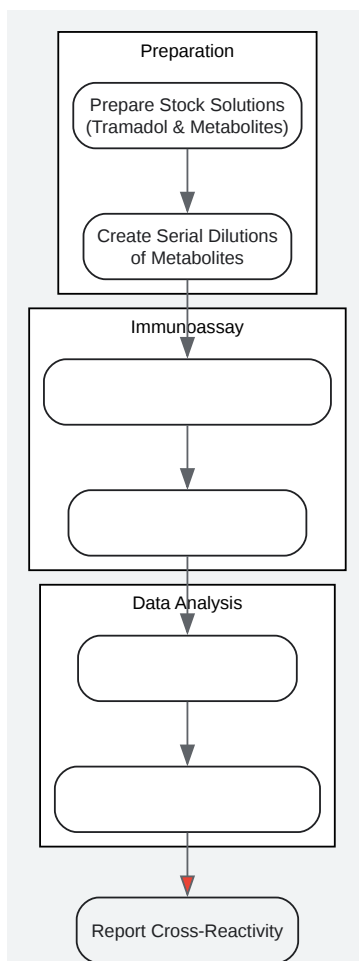 Preparation
Prepare Stock Solutions
(Tramadol & Metabolites)
Create Serial Dilutions
of Metabolites
Immunoassay
Data Analysis
Report Cross-Reactivity